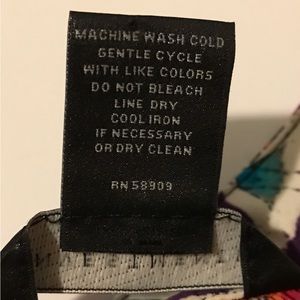 MACHINE WASH COLD
GENTLE CYCLE
WITH LIKE COLORS
DO NOT BLEACH
LINE DRY
COOL IRON
IF NECESSARY
OR DRY CLEAN
RN 58909